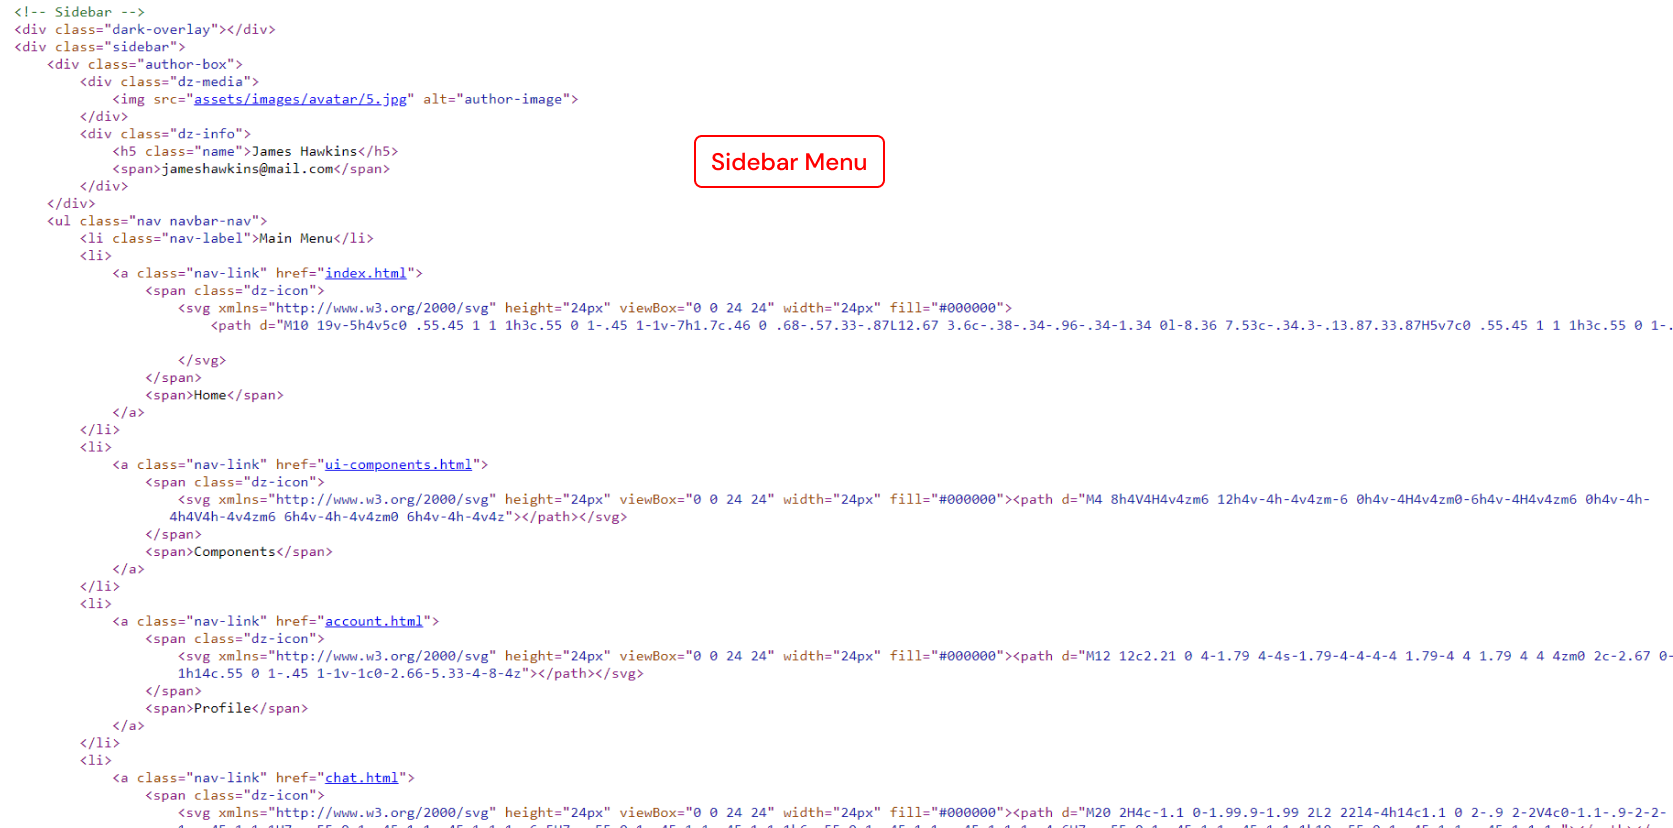 <!-- Sidebar -->
<div class="dark-overlay"></div>
<div class="sidebar">
<div class="author-box">
<div class="dz-media">
<img src="assets/images/avatar/5.jpg" alt="author-image">
</div>
<div class="dz-info">
<h5 class="name">James Hawkins</h5>
Sidebar Menu
<span>jameshawkins@mail.com</span>
</div>
</div>
<ul class="nav navbar-nav">
<li class="nav-label">Main Menu</li>
<li>
<a class="nav-link" href="index.html">
<span class="dz-icon">
<svg xmlns="http://www.w3.org/2000/svg" height="24px" viewBox="0 0 24 24" width="24px" fill="#000000">
<path d="M10 19v-5h4v5c0 .55.45 1 1 1h3c.55 0 1-.45 1-1v-7h1.7c.46 0 .68-.57.33-.87L12.67 3.6c-.38-.34-.96-.34-1.34 0l-8.36 7.53c-.34.3-.13.87.33.87H5v7c0 .55.45 1 1 1h3c.55 0 1-.
</svg>
</span>
<span>Home</span>
</a>
</li>
<li>
<a class="nav-link" href="ui-components.html">
<span class="dz-icon">
<svg xmlns="http://www.w3.org/2000/svg" height="24px" viewBox="0 0 24 24" width="24px" fill="#000000"><path d="M4 8h4V4H4v4zm6 12h4v-4h-4v4zm-6 0h4v-4H4v4zm0-6h4v-4H4v4zm6 0h4v-4h-
4h4V4h-4v4zm6 6h4v-4h-4v4zm0 6h4v-4h-4v4z"></path></svg>
</span>
<span>Components</span>
</a>
</li>
<li>
<a class="nav-link" href="account.html">
<span class="dz-icon">
<svg xmlns="http://www.w3.org/2000/svg" height="24px" viewBox="0 0 24 24" width="24px" fill="#000000"><path d="M12 12c2.21 0 4-1.79 4-4s-1.79-4-4-4-4 1.79-4 4 1.79 4 4 4zm0 2c-2.67 0-
1h14c.55 0 1-.45 1-1v-1c0-2.66-5.33-4-8-4z"></path></svg>
</span>
<span>Profile</span>
</a>
</li>
<li>
<a class="nav-link" href="chat.html">
<span class="dz-icon">
<svg xmlns="http://www.w3.org/2000/svg" height="24px" viewBox="0 0 24 24" width="24px" fill="#000000"><path d="M20 2H4c-1.1 0-1.99.9-1.99 2L2 22l4-4h14c1.1 0 2-.9 2-2V4c0-1.1-.9-2-2-2-